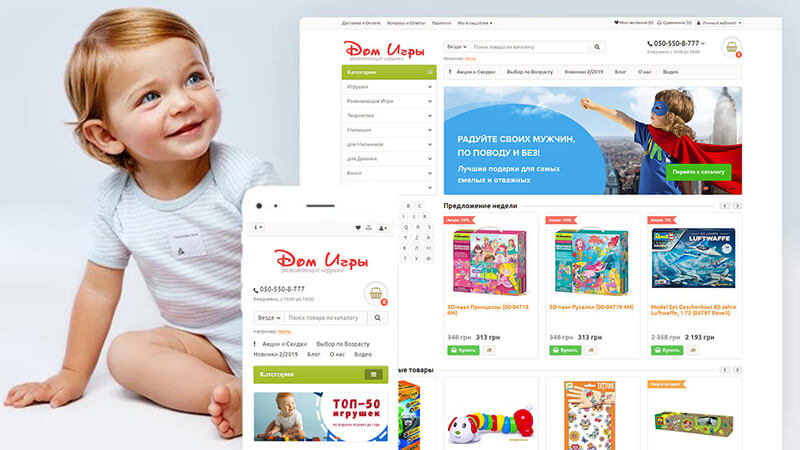 Доставка и Оплата Вопросы и Ответы Гарантии Мы в соц.сетях
Мои желания (0) Сравнение (0) Личный кабинет
Дом Игры
развивающие игрушки
Везде Поиск товара по каталогу
Например: пазлы
050-550-8-777
Ежедневно, с 10:00 до 19:00
0
Категории
! Акции и Скидки Выбор по Возрасту Новинки 2/2019 Блог О нас Видео
Игрушки
Развивающие Игры
Творчество
Малышам
для Мальчиков
для Девочек
Книги
РАДУЙТЕ СВОИХ МУЖЧИН,
ПО ПОВОДУ И БЕЗ!
Лучшие подарки для самых
смелых и отважных
Перейти к каталогу
B C
I J K
Q R S
Y Z A
К Л М
Т У Ф
Предложение недели
Акция 10%
Акция 10%
Акция 7%
LUFTWAFFE
3D-пазл Принцессы (00-04718
4M)
348 грн 313 грн
Купить
3D-пазл Русалки (00-04719 4M)
348 грн 313 грн
Купить
Model Set Geschenkset 60 Jahre
Luftwaffe, 1:72 (05797 Revell)
2 358 грн 2 193 грн
Купить
ые товары
TATTOOS
Дом Игры
развивающие игрушки
050-550-8-777
Ежедневно, с 10:00 до 19:00
0
Везде Поиск товара по каталогу
Например: пазлы
! Акции и Скидки Выбор по Возрасту
Новинки 2/2019 Блог О нас Видео
Категории
ТОП-50
игрушек